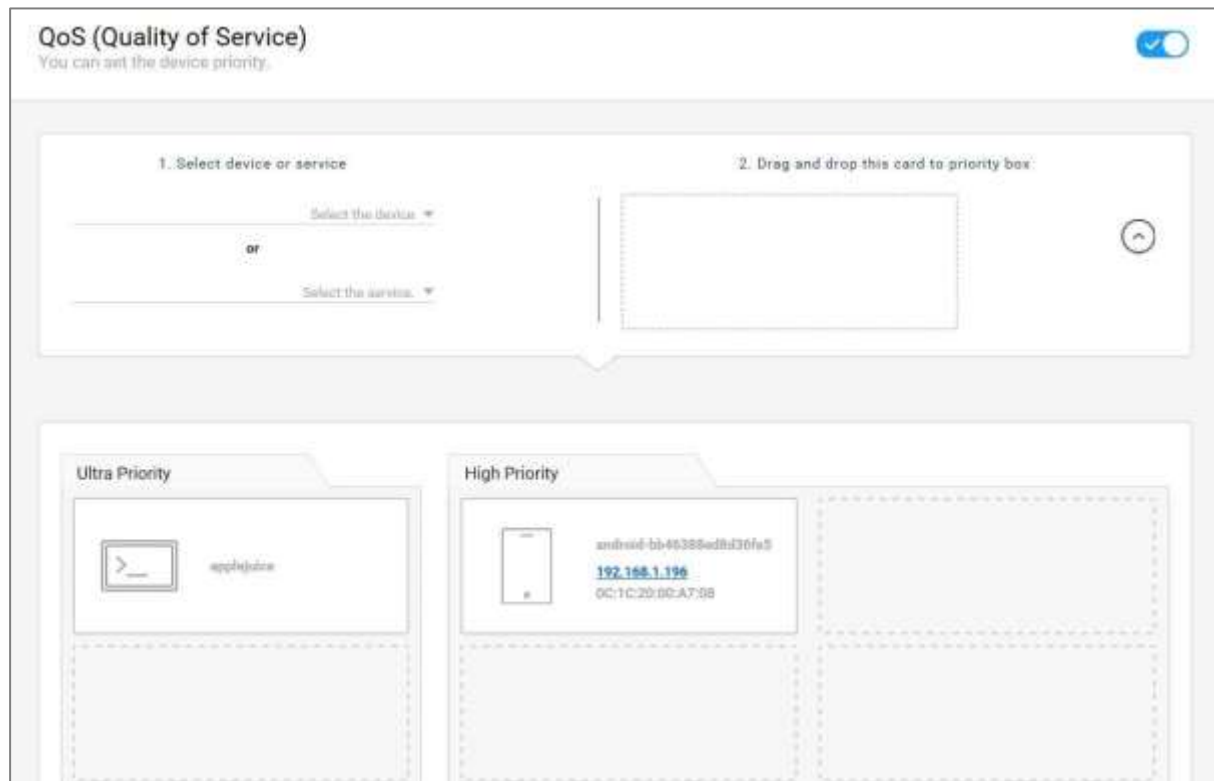 QoS (Quality of Service)
You can set the device priority.
1. Select device or service
2. Drag and drop this card to priority box
Select the device
or
Select the service.
Ultra Priority
High Priority
>_
applejuice
android-bb46388ed8d36fa5
192.168.1.196
0C:1C:20:00:A7:08